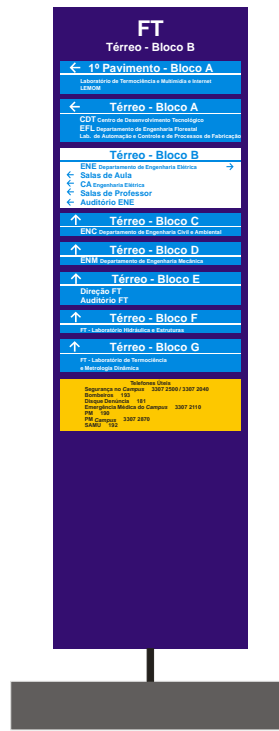 FT
Térreo - Bloco B
← 1º Pavimento - Bloco A
Laboratório de Termociência e Multimídia e Internet
LEMOM
← Térreo - Bloco A
CDT Centro de Desenvolvimento Tecnológico
EFL Departamento de Engenharia Florestal
Lab. de Automação e Controle e de Processos de Fabricação
Térreo - Bloco B
ENE Departamento de Engenharia Elétrica →
← Salas de Aula
← CA Engenharia Elétrica
← Salas de Professor
← Auditório ENE
↑ Térreo - Bloco C
ENC Departamento de Engenharia Civil e Ambiental
↑ Térreo - Bloco D
ENM Departamento de Engenharia Mecânica
↑ Térreo - Bloco E
Direção FT
Auditório FT
↑ Térreo - Bloco F
FT - Laboratório Hidráulica e Estruturas
↑ Térreo - Bloco G
FT - Laboratório de Termociência
e Metrologia Dinâmica
Telefones Úteis
Segurança no Campus 3307 2500 / 3307 2040
Bombeiros 193
Disque Denúncia 181
Emergência Médica do Campus 3307 2110
PM 190
PM Campus 3307 2870
SAMU 192